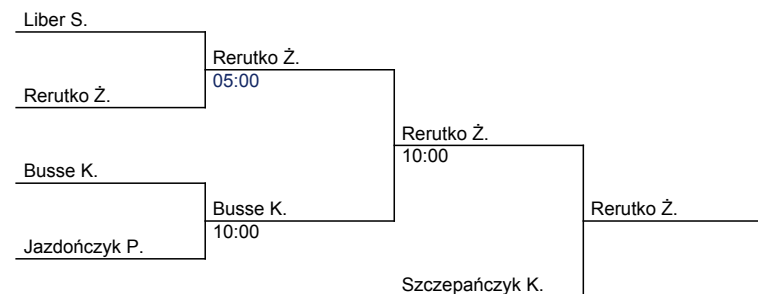 Liber S.
Rerutko Ż.
05:00
Rerutko Ż.
Rerutko Ż.
10:00
Busse K.
Busse K.
10:00
Rerutko Ż.
Jazdończyk P.
Szczepańczyk K.